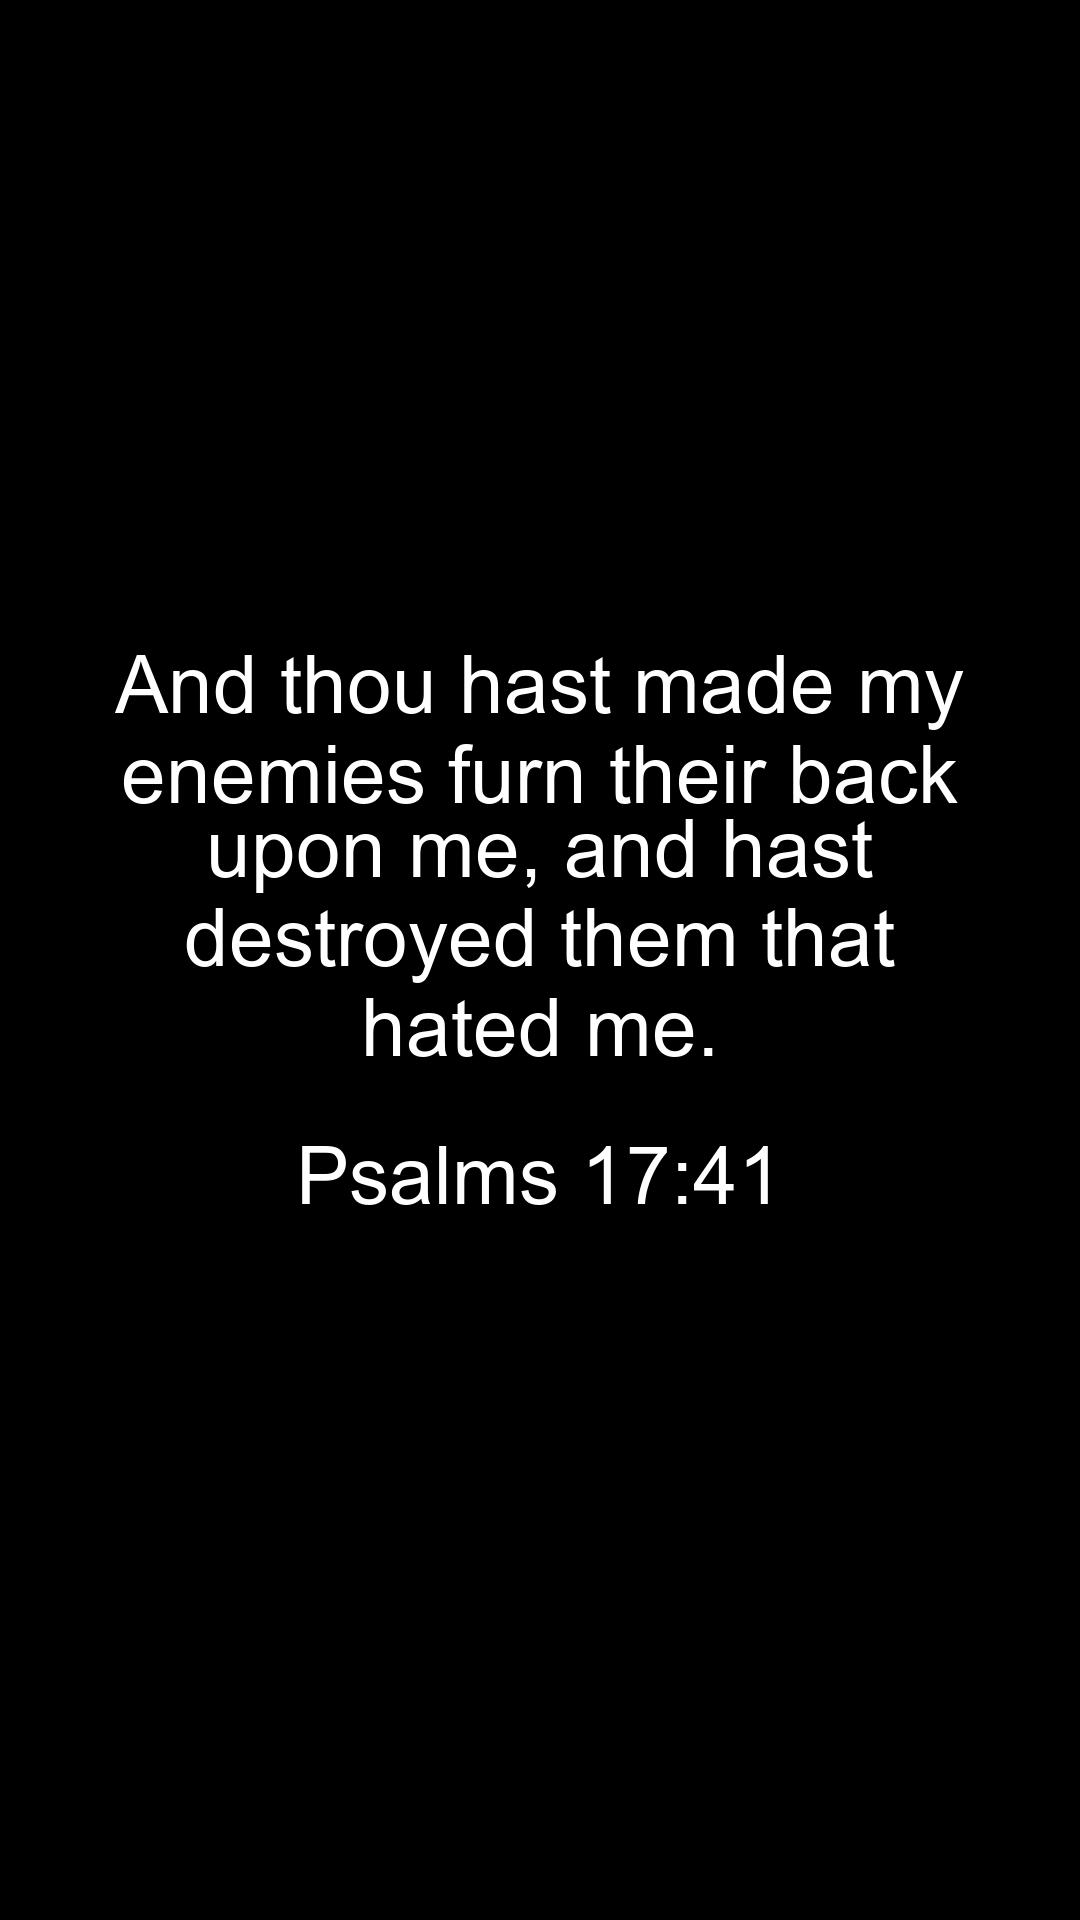 And thou hast made my
enemies furn their back
upon me, and hast
destroyed them that
hated me.
Psalms 17:41